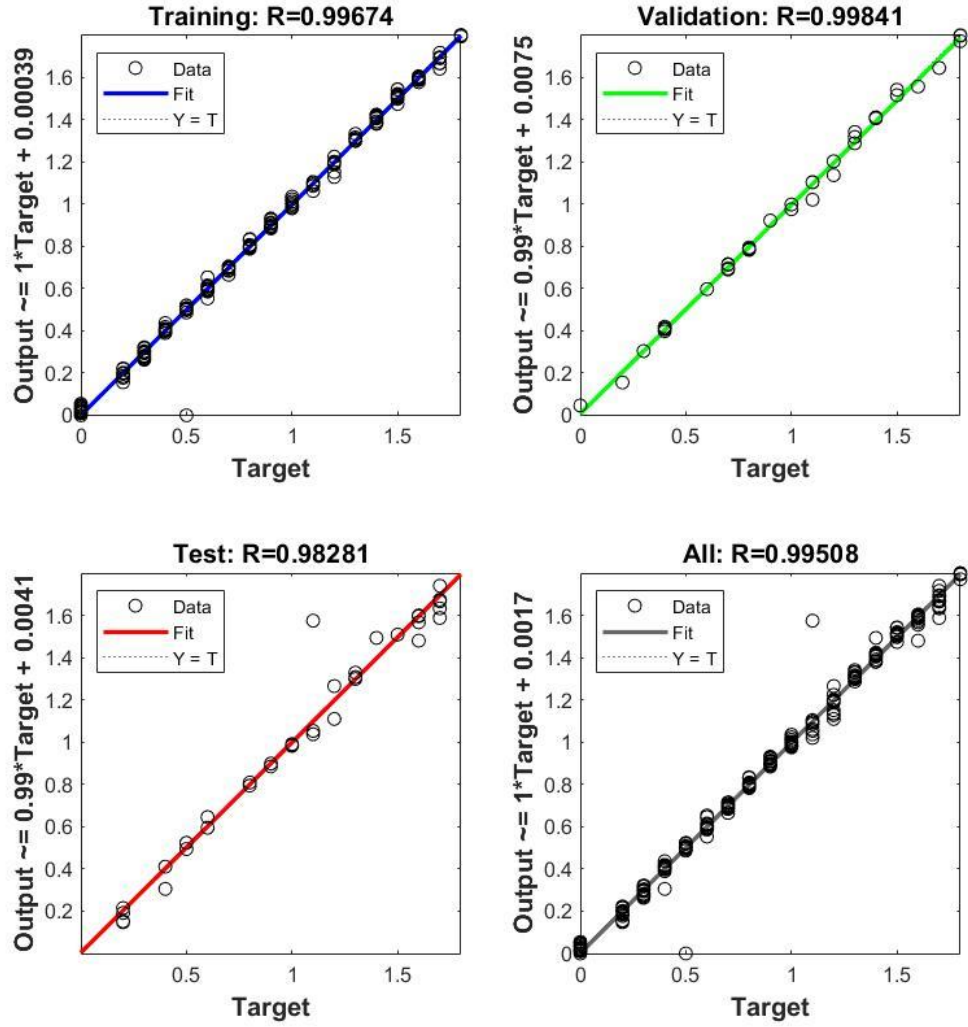 Training: R=0.99674
Output ~= 1*Target + 0.00039
Data
Fit
Y = T
0
0.2
0.4
0.6
0.8
1
1.2
1.4
1.6
0
0.5
1
1.5
Target
Validation: R=0.99841
Output ~= 0.99*Target + 0.0075
Data
Fit
Y = T
0
0.2
0.4
0.6
0.8
1
1.2
1.4
1.6
0
0.5
1
1.5
Target
Test: R=0.98281
Output ~= 0.99*Target + 0.0041
Data
Fit
Y = T
0.2
0.4
0.6
0.8
1
1.2
1.4
1.6
0.5
1
1.5
Target
All: R=0.99508
Output ~= 1*Target + 0.0017
Data
Fit
Y = T
0
0.2
0.4
0.6
0.8
1
1.2
1.4
1.6
0
0.5
1
1.5
Target